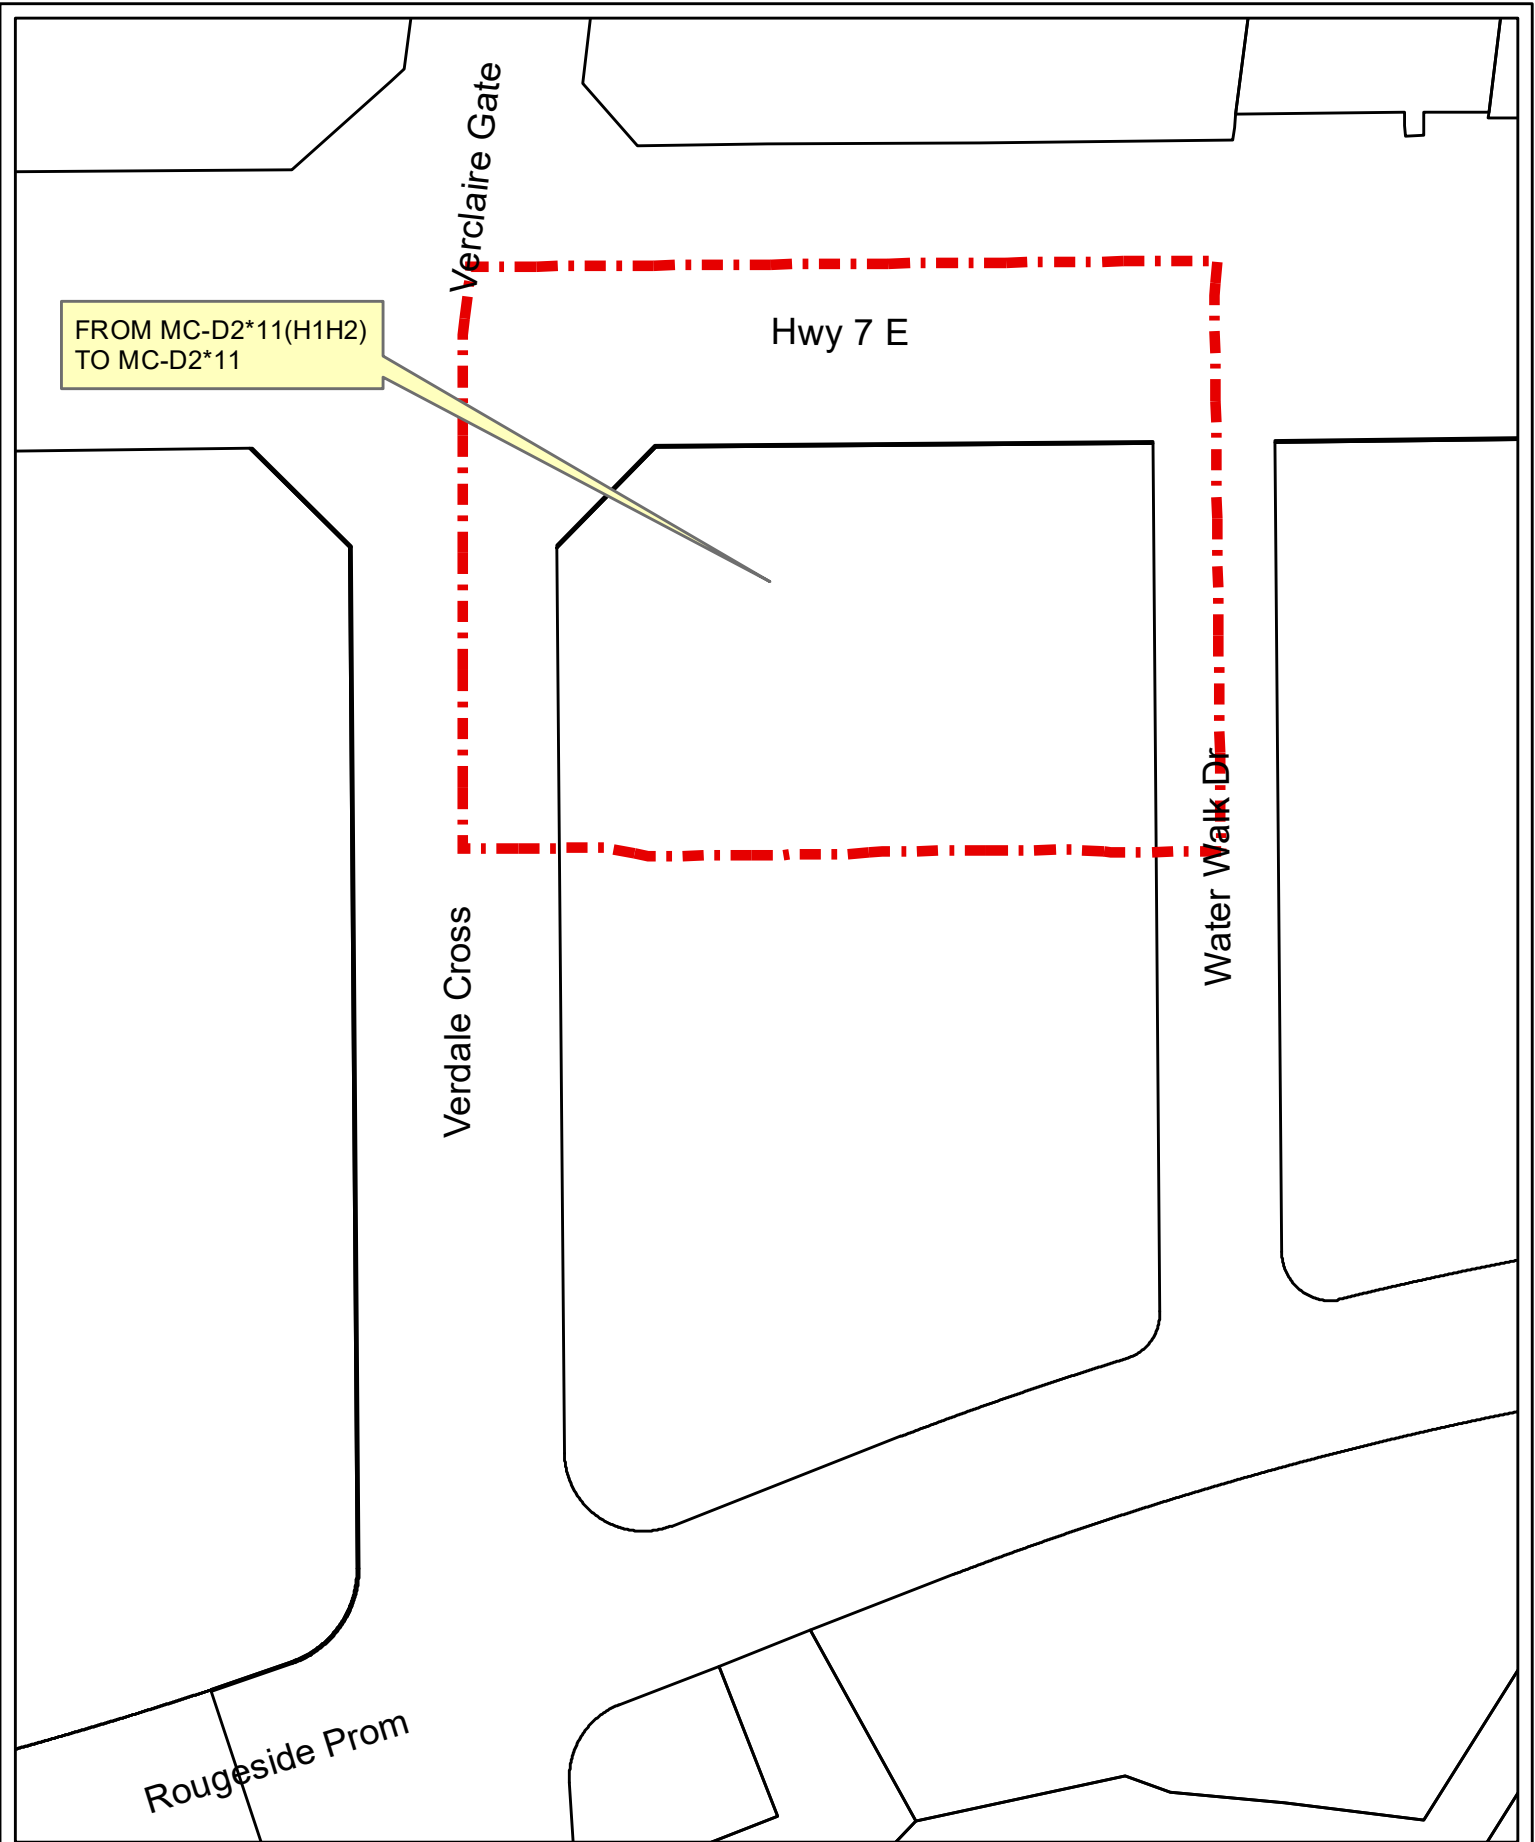 Verclaire Gate
FROM MC-D2*11(H1H2)
TO MC-D2*11
Hwy 7 E
Water Walk Dr
Verdale Cross
Rougeside Prom